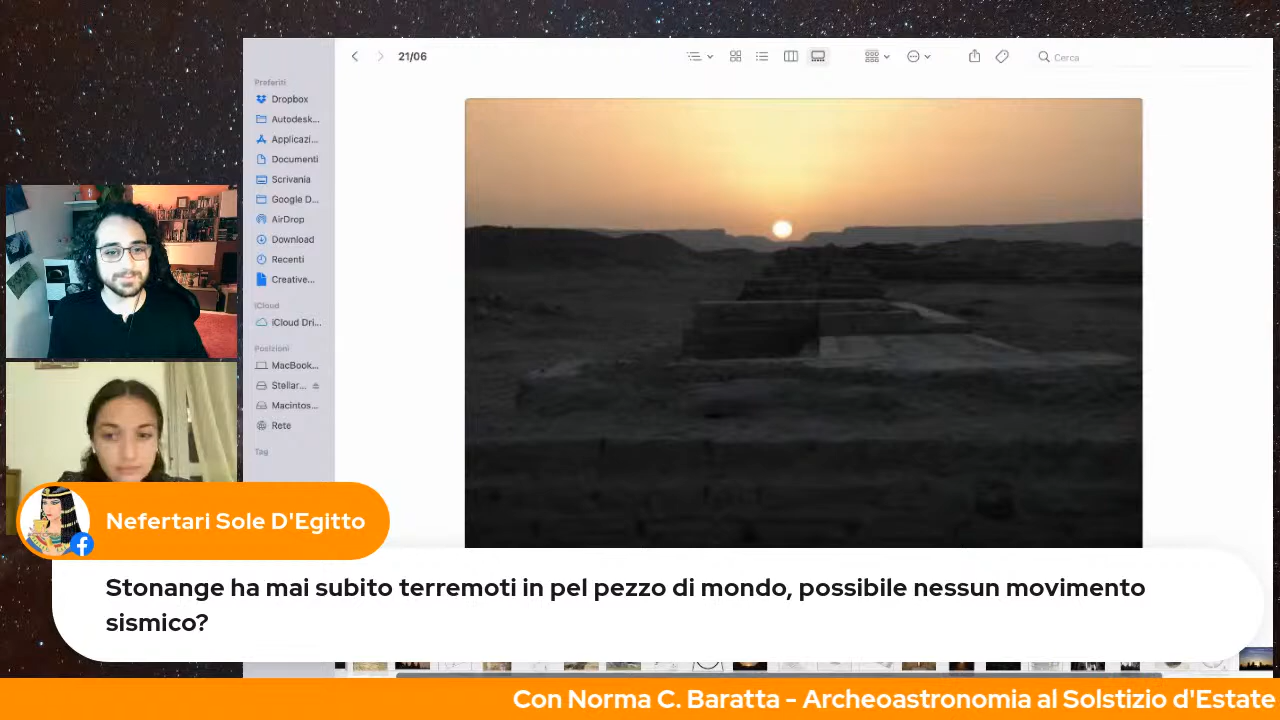 21/06
Cerca
Preferiti
Dropbox
Autodesk...
Applicazi...
Documenti
Scrivania
Google D...
AirDrop
Download
Recenti
Creative...
iCloud
iCloud Dri...
Posizioni
MacBook...
Stellar...
Macintos...
Rete
Tag
Nefertari Sole D'Egitto
Stonange ha mai subito terremoti in pel pezzo di mondo, possibile nessun movimento
sismico?
Con Norma C. Baratta - Archeoastronomia al Solstizio d'Estate